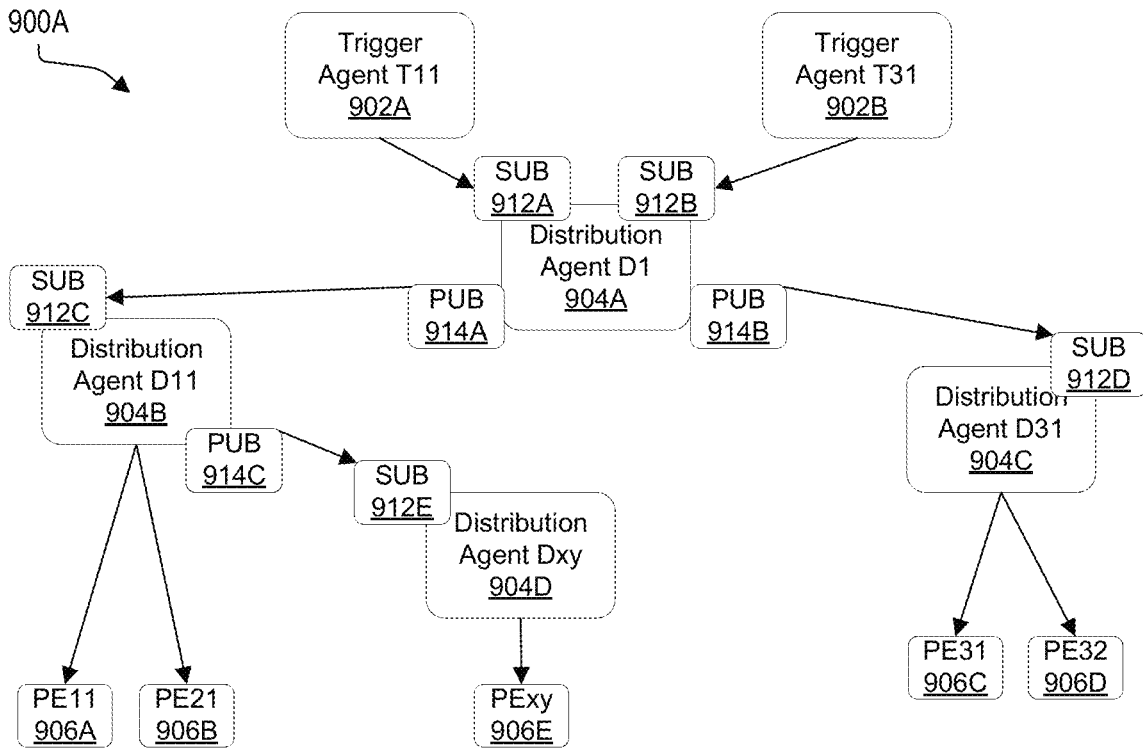 900A
Trigger
Agent T11
902A
Trigger
Agent T31
902B
SUB
912A
SUB
912B
Distribution
Agent D1
904A
SUB
912C
PUB
914A
PUB
914B
SUB
912D
Distribution
Agent D11
904B
Distribution
Agent D31
904C
PUB
914C
SUB
912E
Distribution
Agent Dxy
904D
PE11
906A
PE21
906B
PExy
906E
PE31
906C
PE32
906D